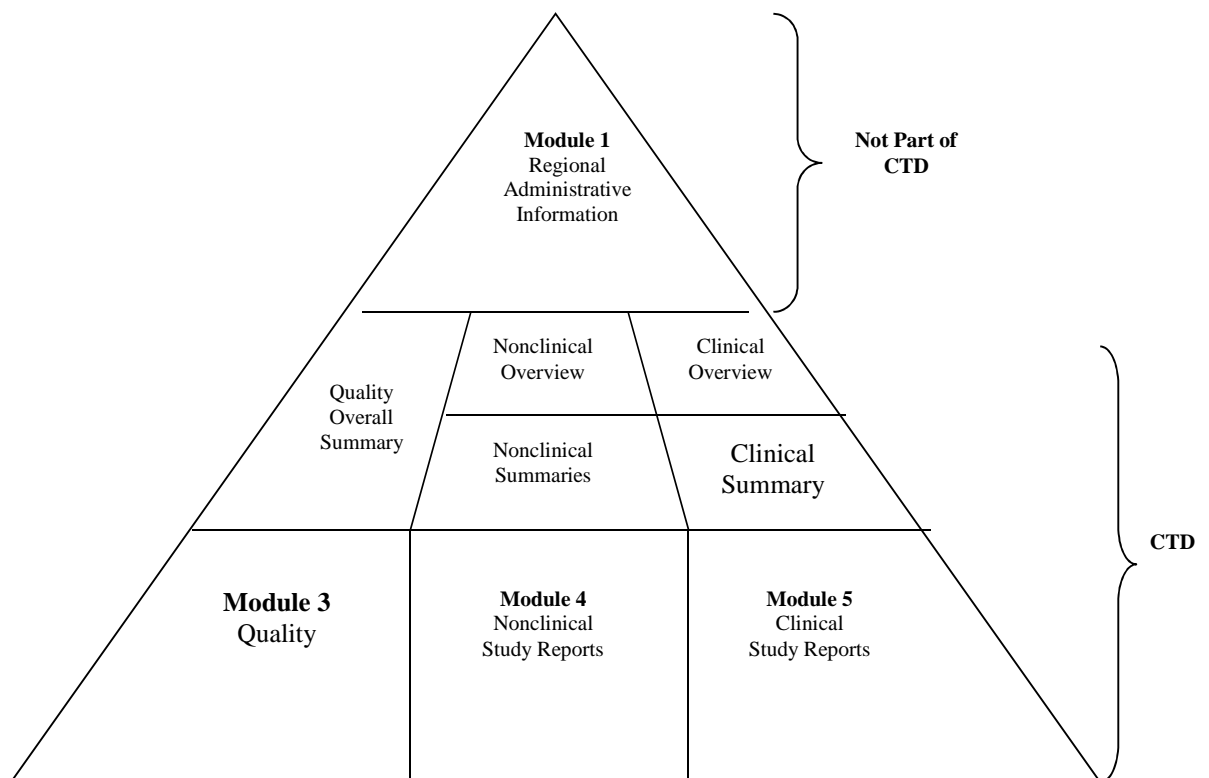 Module 1
Regional
Administrative
Information
Not Part of
CTD
Nonclinical
Overview
Clinical
Overview
Quality
Overall
Summary
Nonclinical
Summaries
Clinical
Summary
CTD
Module 3
Quality
Module 4
Nonclinical
Study Reports
Module 5
Clinical
Study Reports